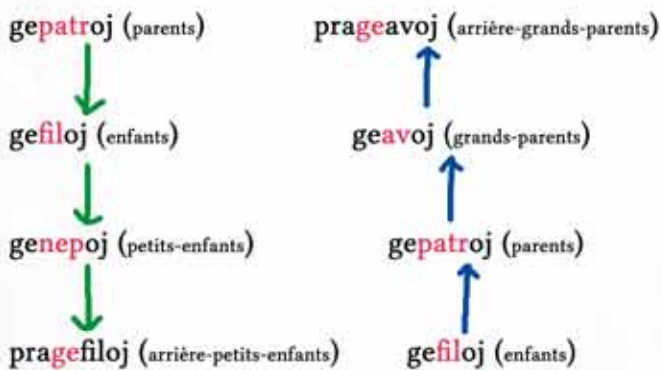 gepatroj (parents)
gefiloj (enfants)
genepoj (petits-enfants)
pragefiloj (arrière-petits-enfants)
prageavoj (arrière-grands-parents)
geavoj (grands-parents)
gepatroj (parents)
gefiloj (enfants)